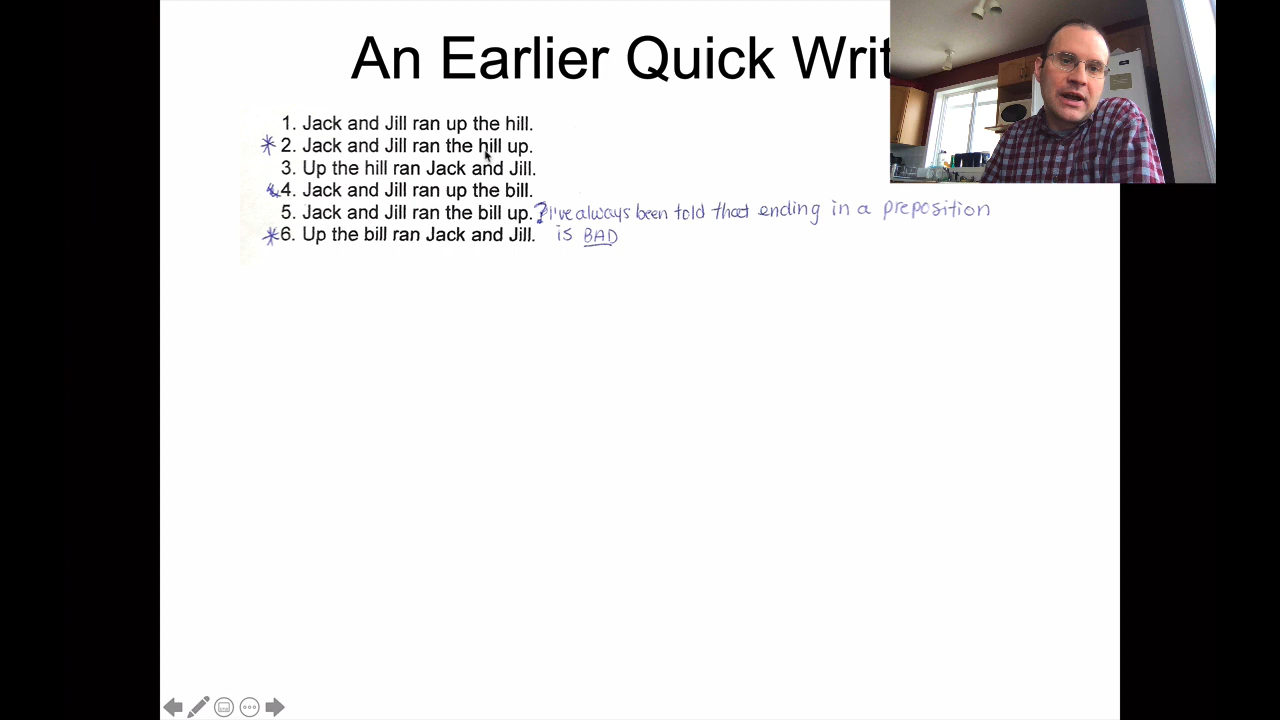 An Earlier Quick Writ
1. Jack and Jill ran up the hill.
* 2. Jack and Jill ran the hill up.
3. Up the hill ran Jack and Jill.
4. Jack and Jill ran up the bill.
5. Jack and Jill ran the bill up. ? I've always been told that ending in a preposition
* 6. Up the bill ran Jack and Jill. is BAD